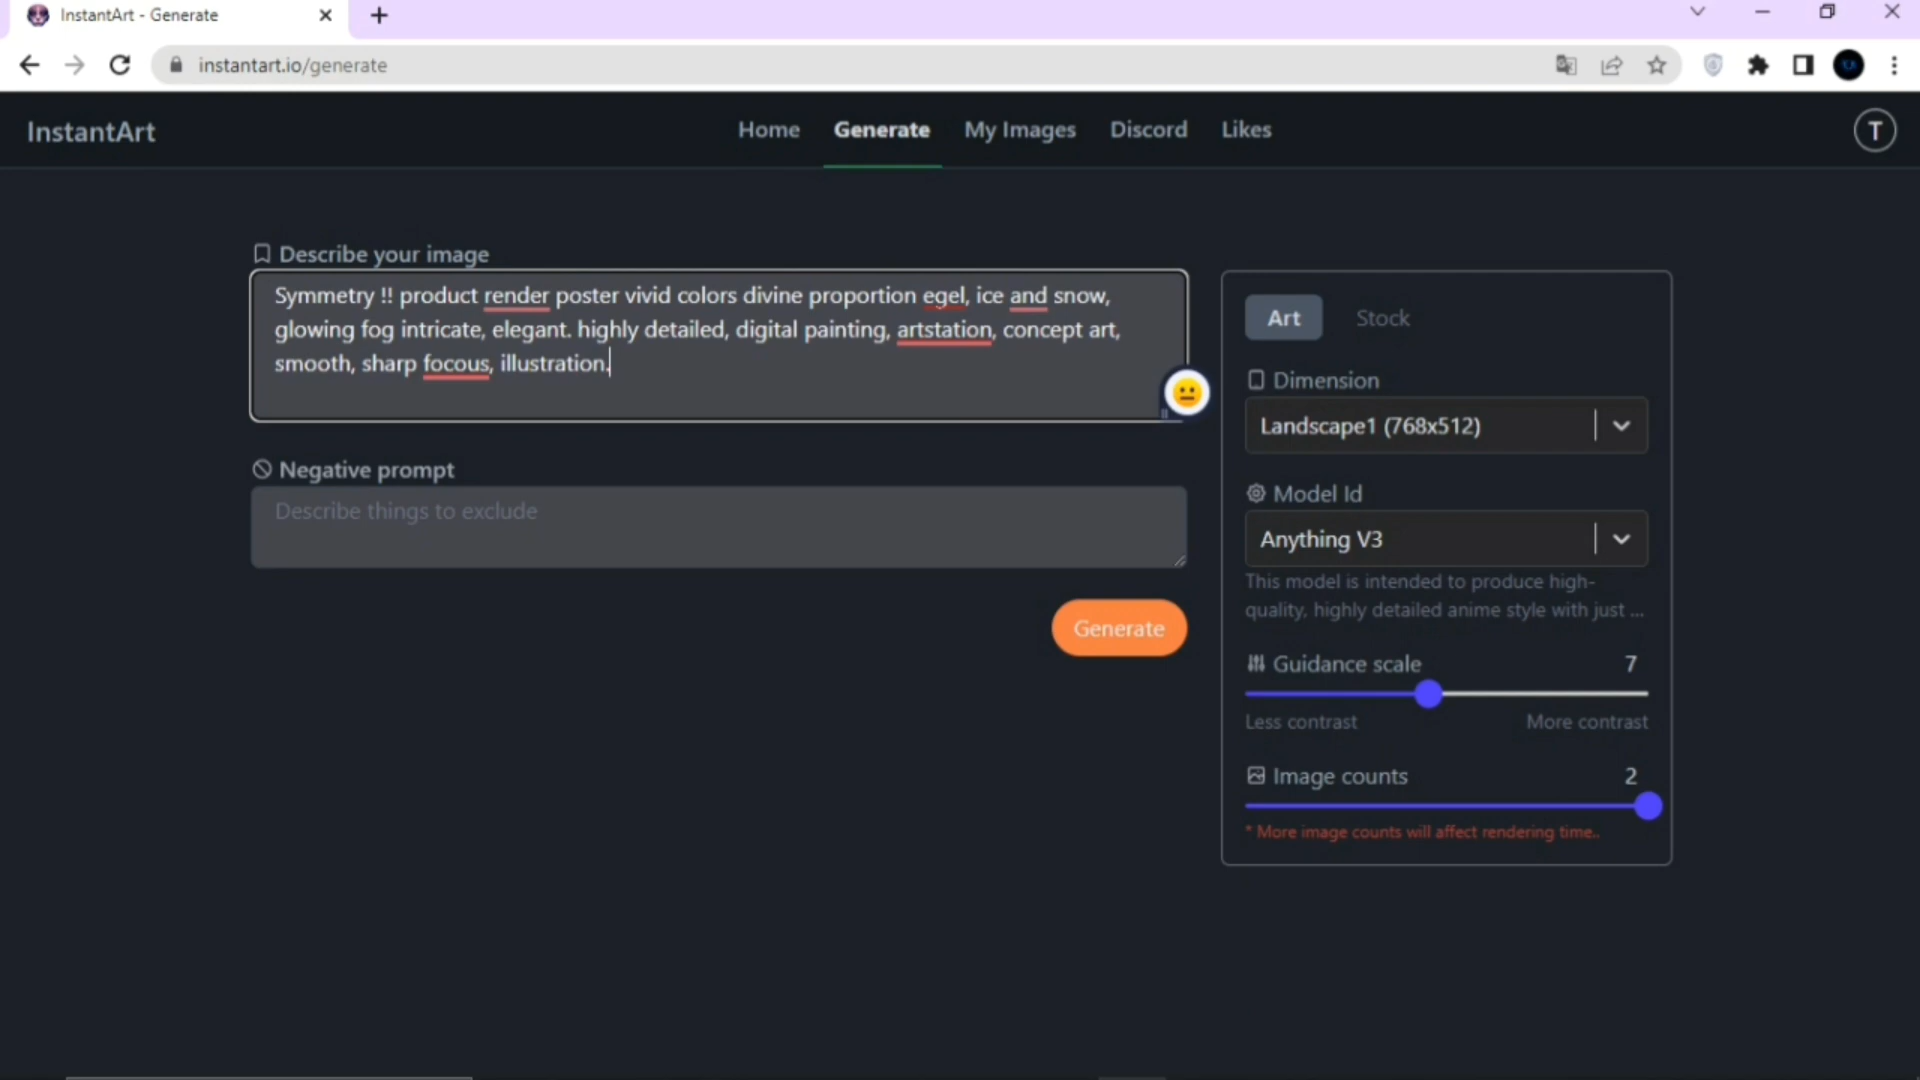 InstantArt - Generate
instantart.io/generate
InstantArt
Home Generate My Images Discord Likes
T
Describe your image
Symmetry !! product render poster vivid colors divine proportion egel, ice and snow,
glowing fog intricate, elegant. highly detailed, digital painting, artstation, concept art,
smooth, sharp focous, illustration.
Negative prompt
Describe things to exclude
Generate
Art Stock
Dimension
Landscape1 (768x512)
Model Id
Anything V3
This model is intended to produce high-
quality, highly detailed anime style with just ...
Guidance scale 7
Less contrast More contrast
Image counts 2
* More image counts will affect rendering time..